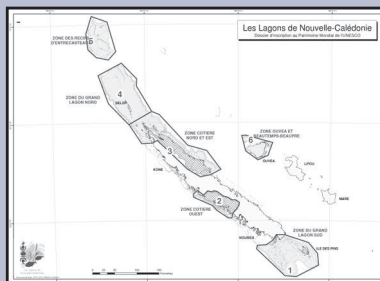 Les Lagons de Nouvelle-Calédonie
Dossier d'inscription au Patrimoine Mondial de l'UNESCO
ZONE DES RECIFS
D'ENTRECASTEAUX
5
4
BELEP
ZONE DU GRAND
LAGON NORD
ZONE COTIERE
NORD ET EST
3
KONE
ZONE OUVEA ET
BEAUTEMPS-BEAUPRE
6
OUVEA
LIFOU
MARE
2
ZONE COTIERE
OUEST
NOUMEA
ZONE DU GRAND
LAGON SUD
ILE DES PINS
1